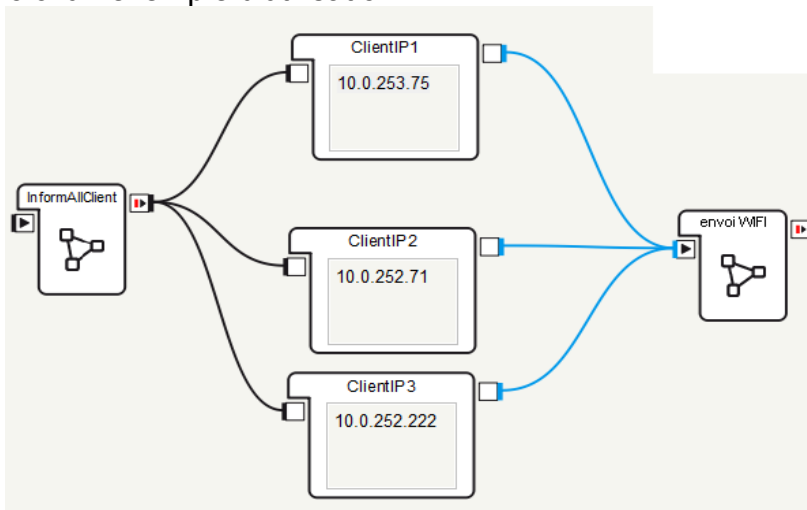 ClientIP1
10.0.253.75
InformAllClient
ClientIP2
10.0.252.71
envoi WIFI
ClientIP3
10.0.252.222